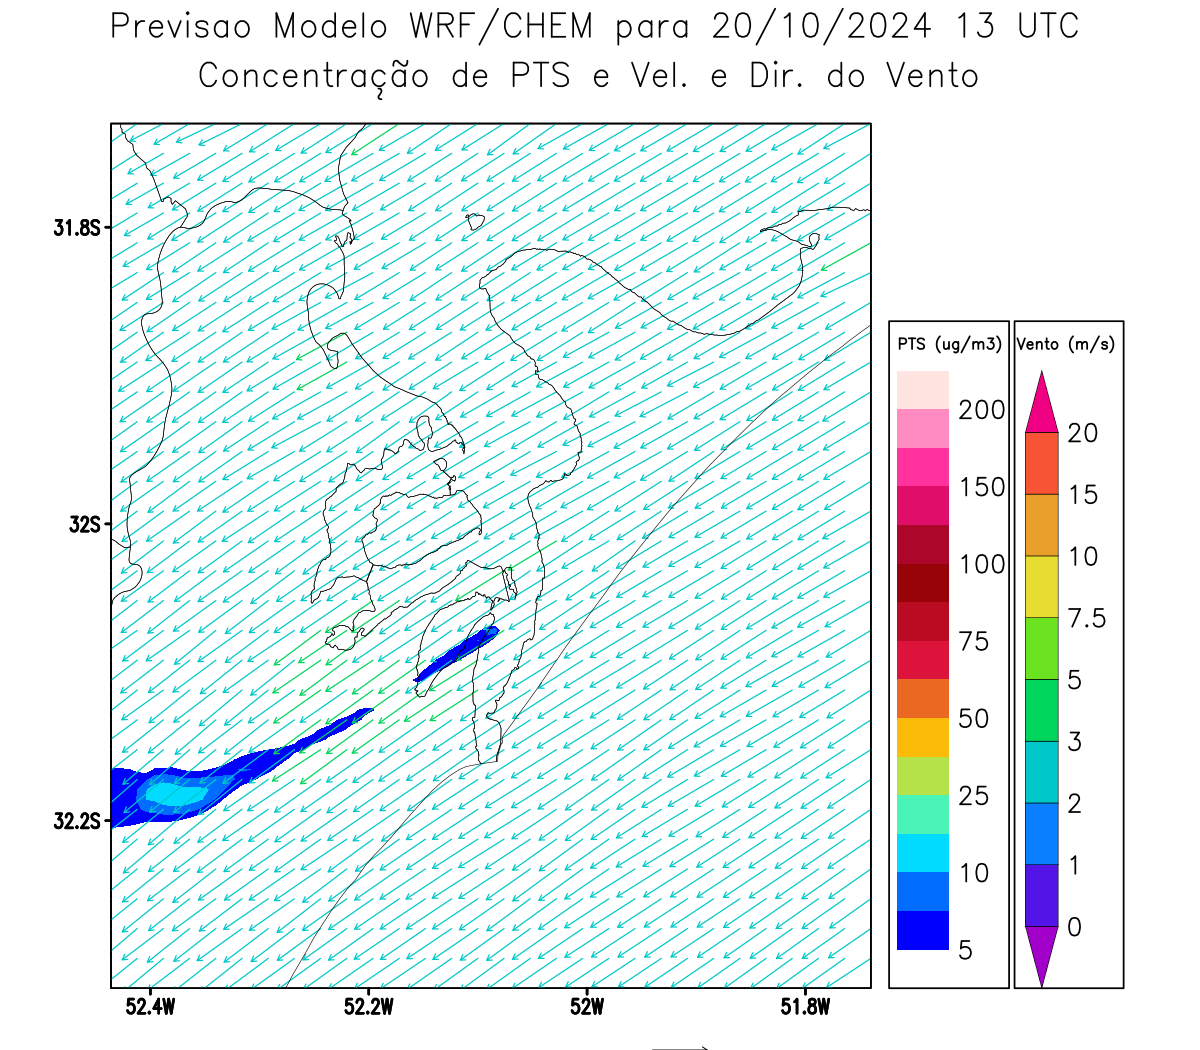 Previsao Modelo WRF/CHEM para 20/10/2024 13 UTC
Concentração de PTS e Vel. e Dir. do Vento
31.8S
32S
32.2S
52.4W
52.2W
52W
51.8W
PTS (ug/m3)
200
150
100
75
50
25
10
5
Vento (m/s)
20
15
10
7.5
5
3
2
1
0